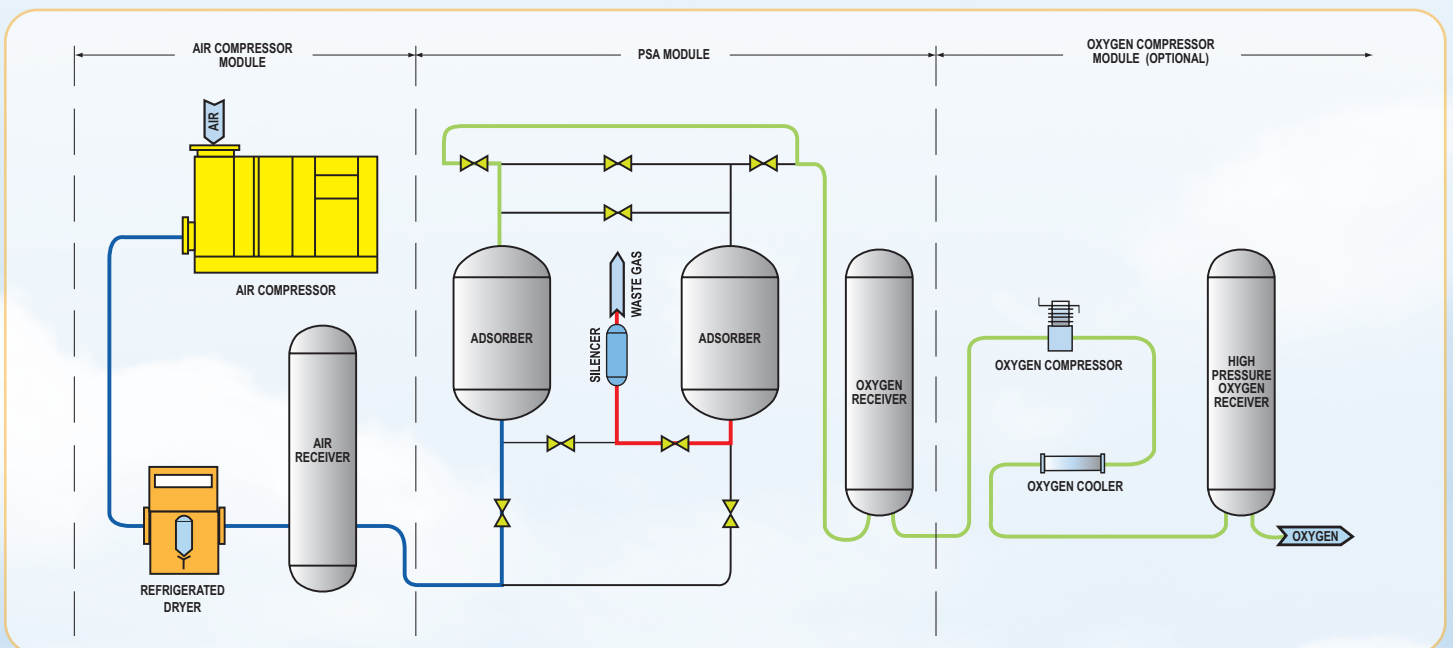 AIR COMPRESSOR
MODULE
PSA MODULE
OXYGEN COMPRESSOR
MODULE (OPTIONAL)
AIR
AIR COMPRESSOR
REFRIGERATED
DRYER
AIR
RECEIVER
ADSORBER
SILENCER
WASTE GAS
ADSORBER
OXYGEN
RECEIVER
OXYGEN COMPRESSOR
OXYGEN COOLER
HIGH
PRESSURE
OXYGEN
RECEIVER
OXYGEN